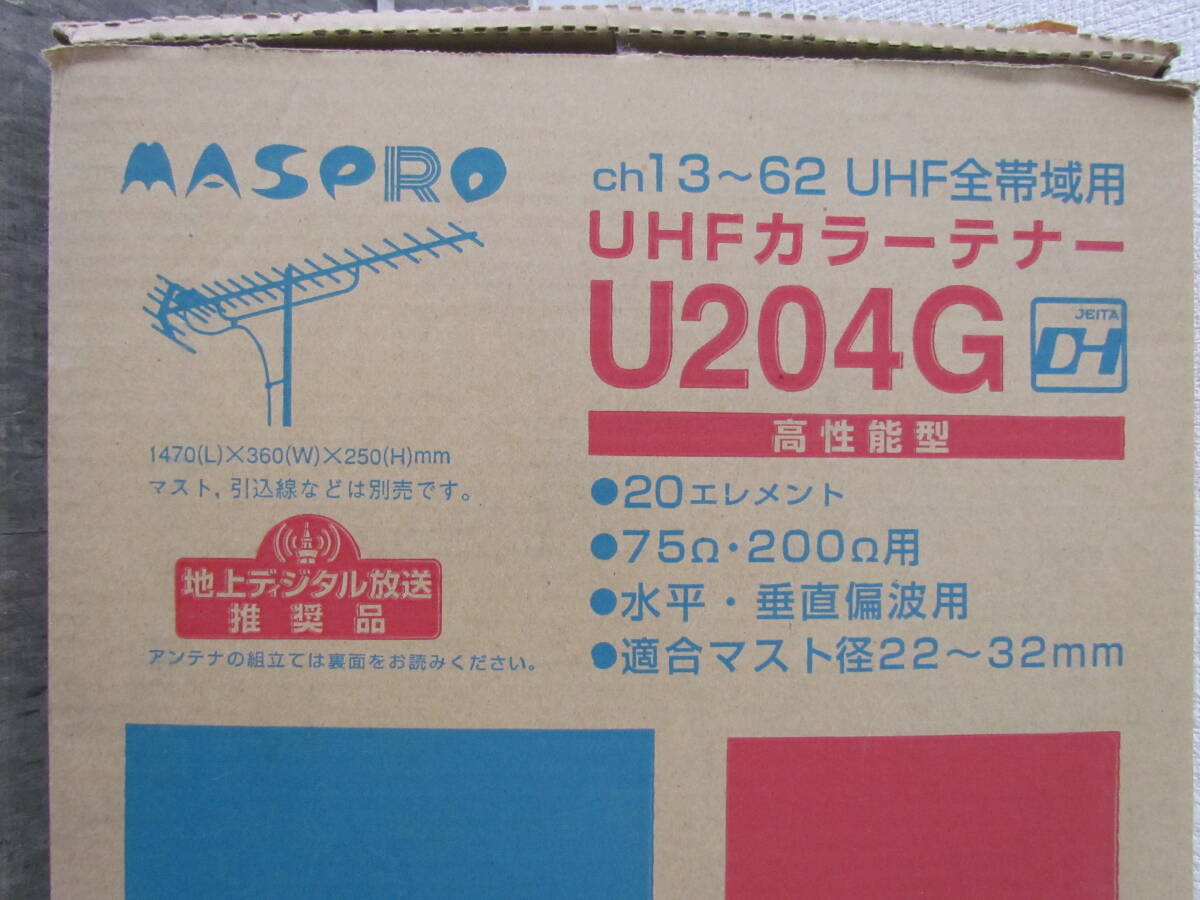 MASPRO
1470(L)×360(W)×250(H)mm
マスト, 引込線などは別売です。
地上ディジタル放送
推奨品
アンテナの組立ては裏面をお読みください。
ch13～62 UHF全帯域用
UHFカラーテナー
U204G
JEITA
DH
高性能型
●20エレメント
●75Ω・200Ω用
●水平・垂直偏波用
●適合マスト径22～32mm